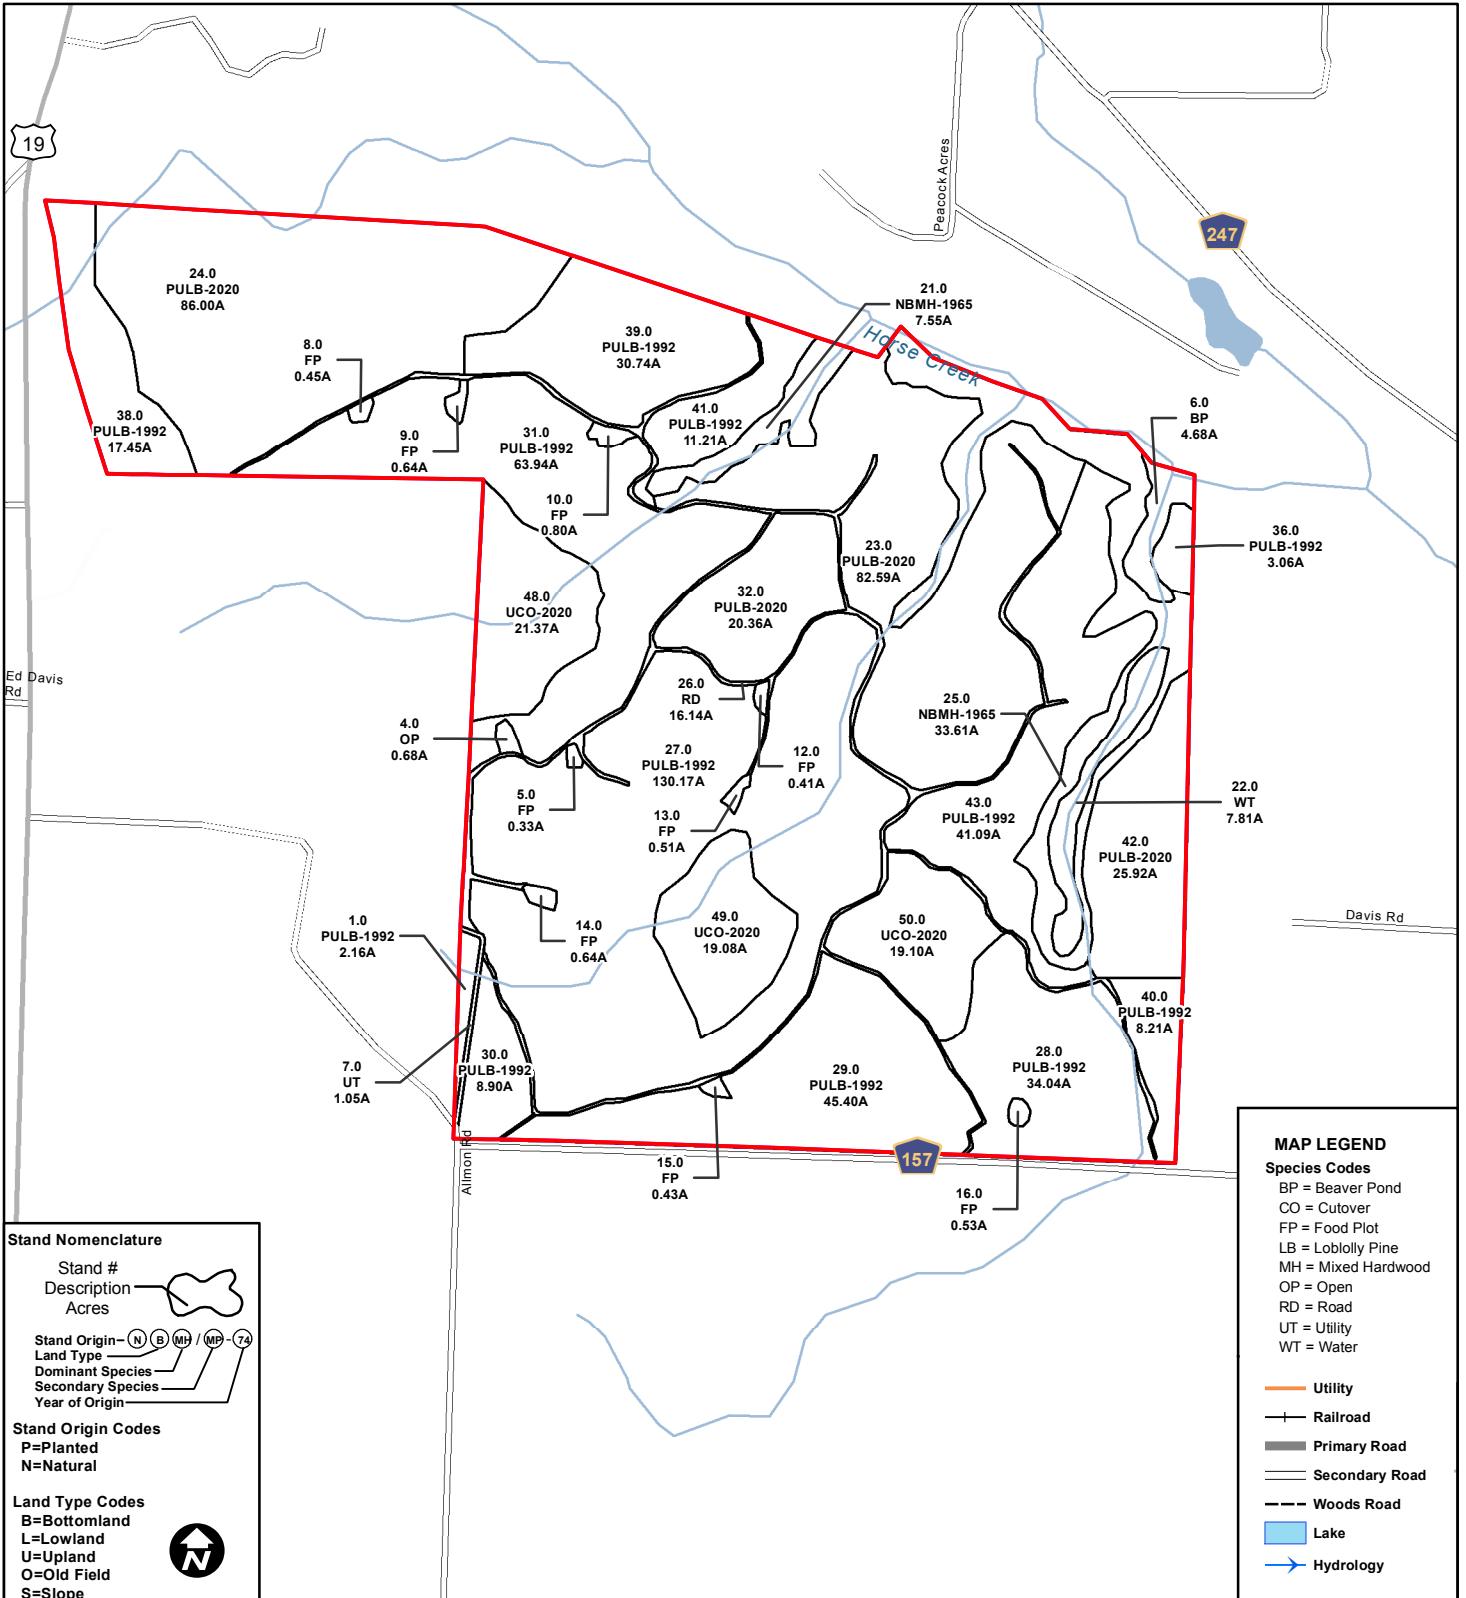 19
Peacock Acres
247
24.0
PULB-2020
86.00A
21.0
NBMH-1965
7.55A
Horse Creek
39.0
PULB-1992
30.74A
8.0
FP
0.45A
38.0
PULB-1992
17.45A
9.0
FP
0.64A
31.0
PULB-1992
63.94A
41.0
PULB-1992
11.21A
6.0
BP
4.68A
10.0
FP
0.80A
36.0
PULB-1992
3.06A
23.0
PULB-2020
82.59A
48.0
UCO-2020
21.37A
32.0
PULB-2020
20.36A
Ed Davis
Rd
26.0
RD
16.14A
25.0
NBMH-1965
33.61A
4.0
OP
0.68A
27.0
PULB-1992
130.17A
12.0
FP
0.41A
5.0
FP
0.33A
13.0
FP
0.51A
43.0
PULB-1992
41.09A
22.0
WT
7.81A
42.0
PULB-2020
25.92A
1.0
PULB-1992
2.16A
14.0
FP
0.64A
49.0
UCO-2020
19.08A
50.0
UCO-2020
19.10A
Davis Rd
40.0
PULB-1992
8.21A
7.0
UT
1.05A
30.0
PULB-1992
8.90A
29.0
PULB-1992
45.40A
28.0
PULB-1992
34.04A
Allmon Rd
157
15.0
FP
0.43A
16.0
FP
0.53A
Stand Nomenclature
Stand #
Description
Acres
Stand Origin N B MH / MP - 74
Land Type
Dominant Species
Secondary Species
Year of Origin
Stand Origin Codes
P=Planted
N=Natural
Land Type Codes
B=Bottomland
L=Lowland
U=Upland
O=Old Field
S=Slope
N
MAP LEGEND
Species Codes
BP = Beaver Pond
CO = Cutover
FP = Food Plot
LB = Loblolly Pine
MH = Mixed Hardwood
OP = Open
RD = Road
UT = Utility
WT = Water
Utility
Railroad
Primary Road
Secondary Road
Woods Road
Lake
Hydrology